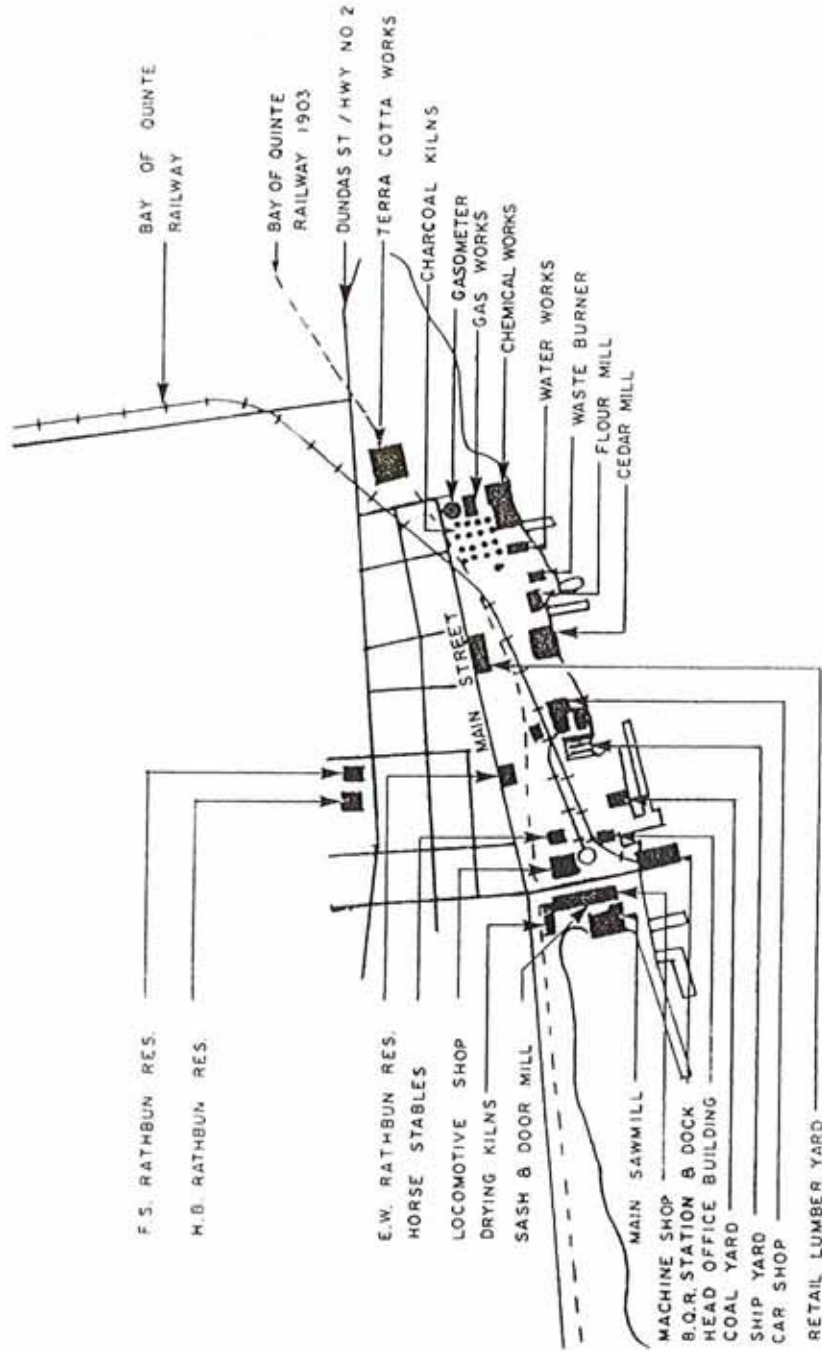 BAY OF QUINTE
RAILWAY
BAY OF QUINTE
RAILWAY 1903
DUNDAS ST / HWY NO 2
TERRA COTTA WORKS
CHARCOAL KILNS
GASOMETER
GAS WORKS
CHEMICAL WORKS
WATER WORKS
WASTE BURNER
FLOUR MILL
CEDAR MILL
MAIN STREET
F.S. RATHBUN RES.
H.B. RATHBUN RES.
E.W. RATHBUN RES.
HORSE STABLES
LOCOMOTIVE SHOP
DRYING KILNS
SASH & DOOR MILL
MAIN SAWMILL
MACHINE SHOP
B.Q.R. STATION & DOCK
HEAD OFFICE BUILDING
COAL YARD
SHIP YARD
CAR SHOP
RETAIL LUMBER YARD